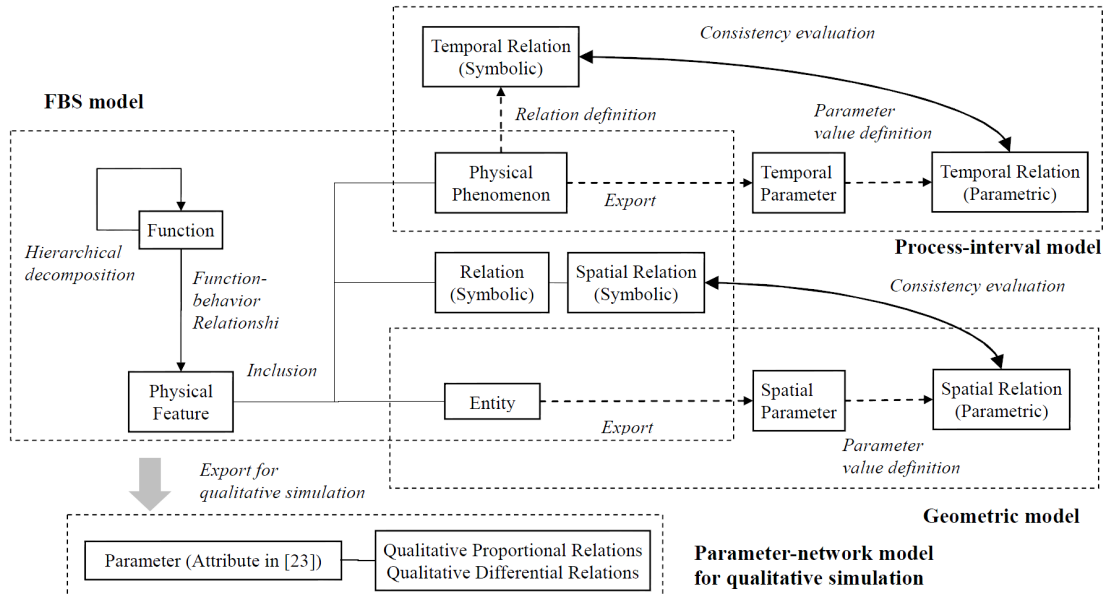 Temporal Relation
(Symbolic)
Consistency evaluation
FBS model
Relation definition
Parameter
value definition
Physical
Phenomenon
Export
Temporal
Parameter
Temporal Relation
(Parametric)
Function
Hierarchical
decomposition
Process-interval model
Function-
behavior
Relationshi
Relation
(Symbolic)
Spatial Relation
(Symbolic)
Consistency evaluation
Inclusion
Physical
Feature
Entity
Export
Spatial
Parameter
Spatial Relation
(Parametric)
Parameter
value definition
Export for
qualitative simulation
Geometric model
Parameter (Attribute in [23])
Qualitative Proportional Relations
Qualitative Differential Relations
Parameter-network model
for qualitative simulation